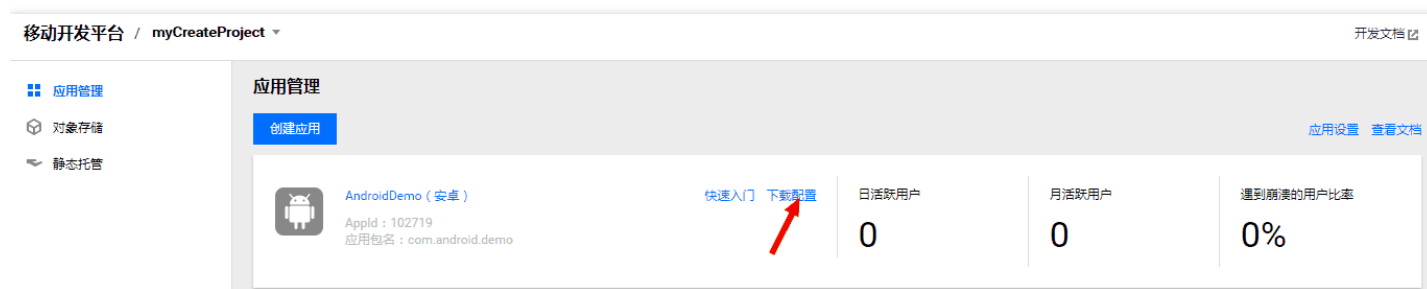 移动开发平台 / myCreateProject
开发文档
应用管理
对象存储
静态托管
应用管理
创建应用
应用设置 查看文档
AndroidDemo（安卓）
AppId：102719
应用包名：com.android.demo
快速入门 下载配置
日活跃用户
0
月活跃用户
0
遇到崩溃的用户比率
0%